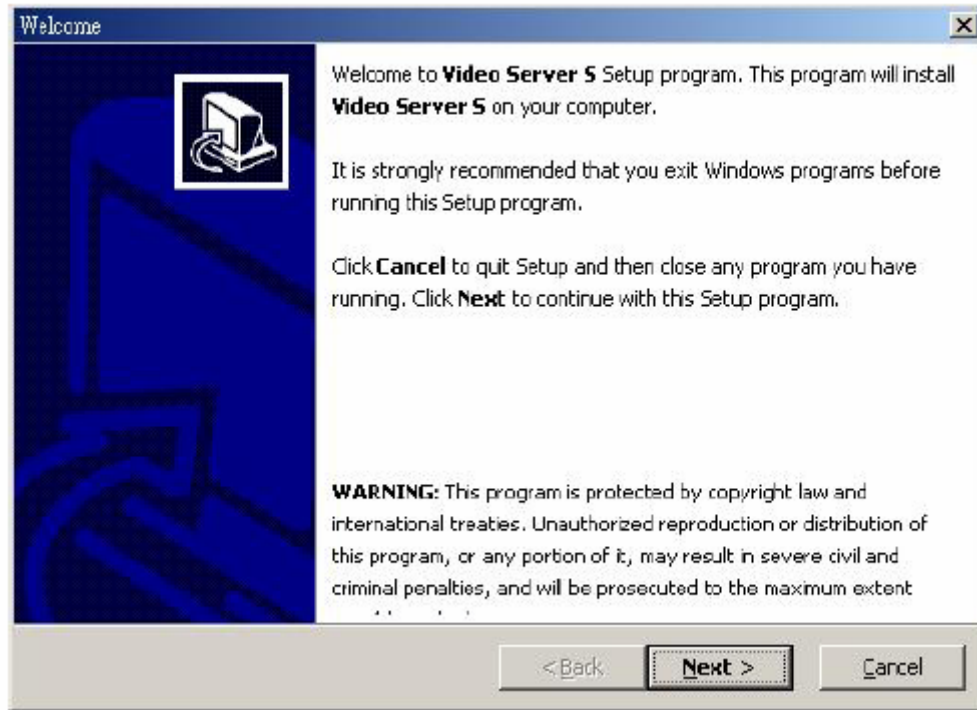 Welcome
Welcome to Video Server S Setup program. This program will install
Video Server S on your computer.
It is strongly recommended that you exit Windows programs before
running this Setup program.
Click Cancel to quit Setup and then close any program you have
running. Click Next to continue with this Setup program.
WARNING: This program is protected by copyright law and
international treaties. Unauthorized reproduction or distribution of
this program, or any portion of it, may result in severe civil and
criminal penalties, and will be prosecuted to the maximum extent
< Back
Next >
Cancel